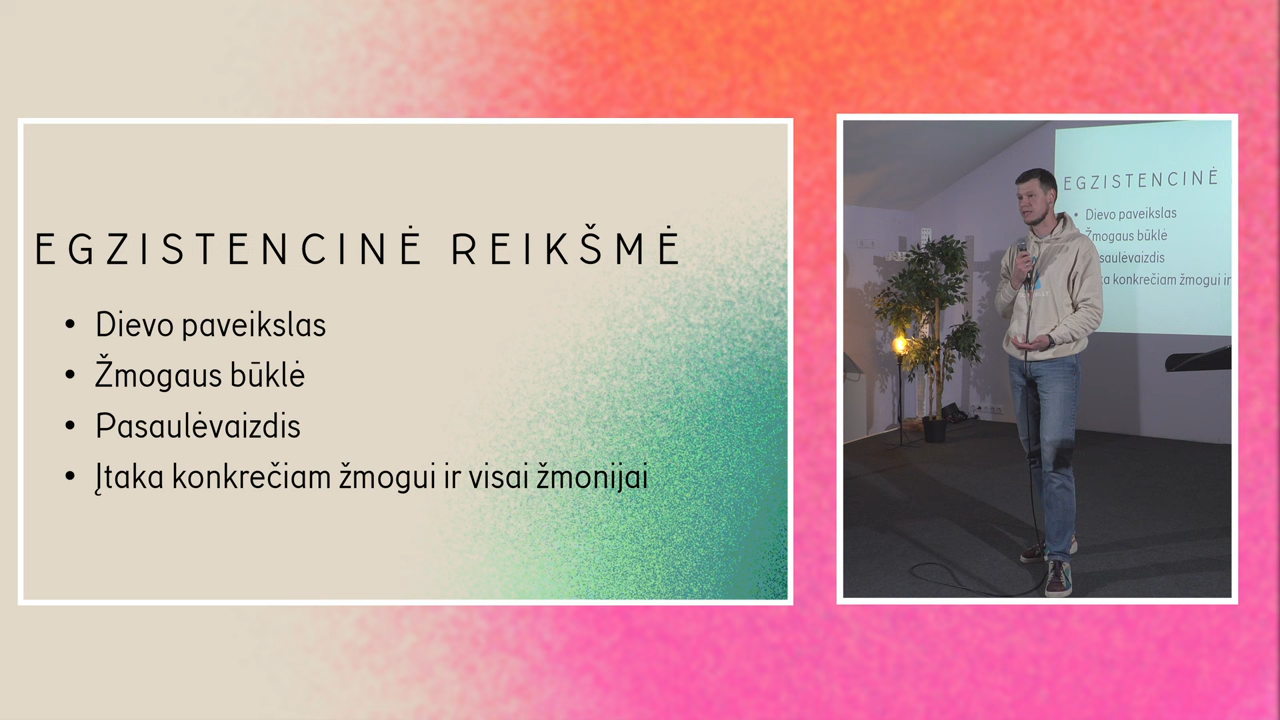 EGZISTENCINĖ REIKŠMĖ
• Dievo paveikslas
• Žmogaus būklė
• Pasaulėvaizdis
• Įtaka konkrečiam žmogui ir visai žmonijai
EGZISTENCINĖ
• Dievo paveikslas
Žmogaus būklė
konkrečiam žmogui ir